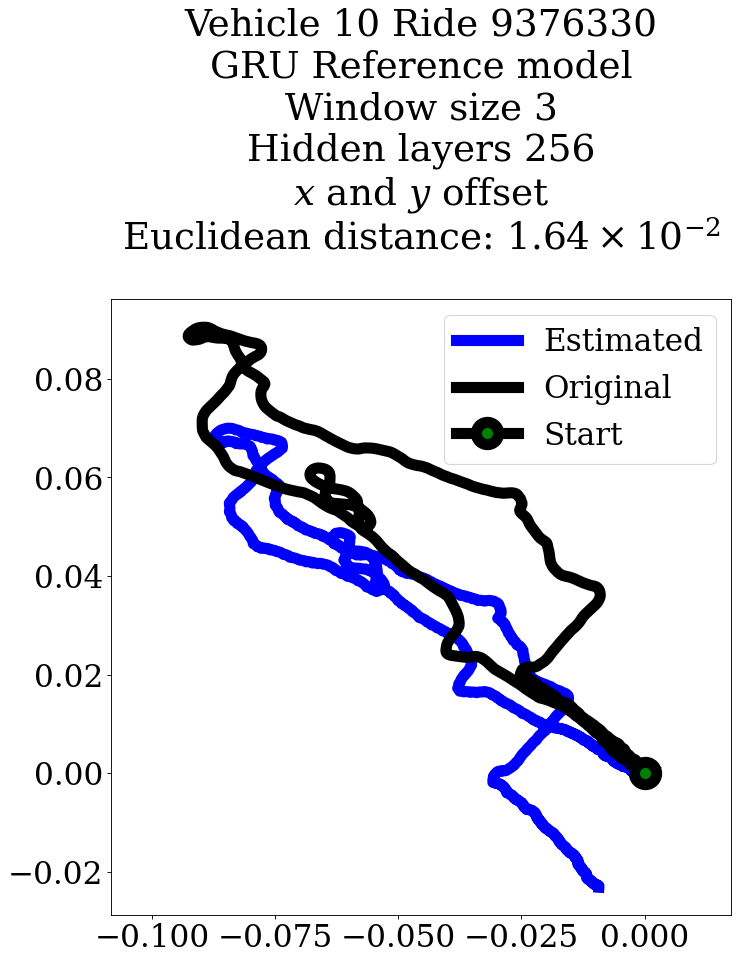 Vehicle 10 Ride 9376330
GRU Reference model
Window size 3
Hidden layers 256
x and y offset
Euclidean distance: 1.64 × 10⁻²
Estimated
Original
Start
0.08
0.06
0.04
0.02
0.00
−0.02
−0.100 −0.075 −0.050 −0.025 0.000